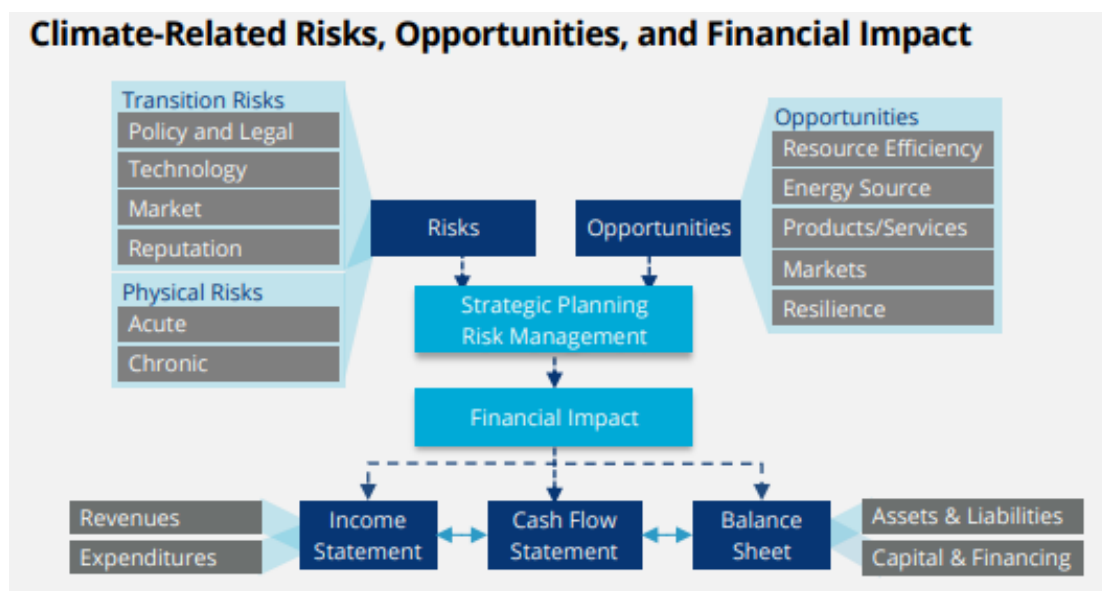 Climate-Related Risks, Opportunities, and Financial Impact
Transition Risks
Policy and Legal
Technology
Market
Reputation
Physical Risks
Acute
Chronic
Risks
Opportunities
Opportunities
Resource Efficiency
Energy Source
Products/Services
Markets
Resilience
Strategic Planning
Risk Management
Financial Impact
Revenues
Expenditures
Income
Statement
Cash Flow
Statement
Balance
Sheet
Assets & Liabilities
Capital & Financing